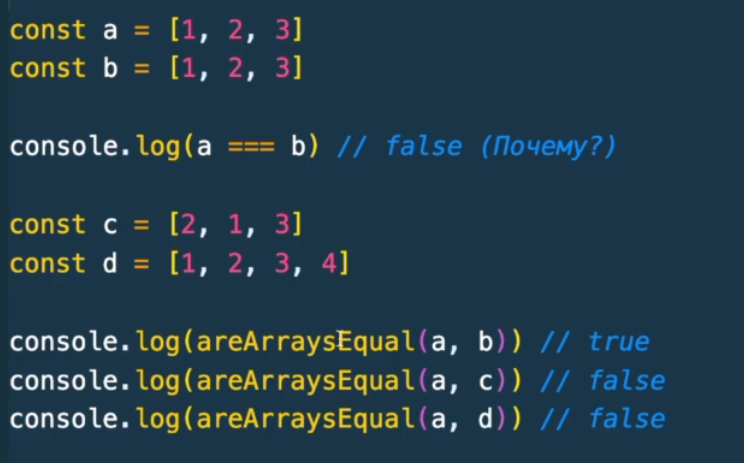 const a = [1, 2, 3]
const b = [1, 2, 3]
console.log(a === b) // false (Почему?)
const c = [2, 1, 3]
const d = [1, 2, 3, 4]
console.log(areArraysEqual(a, b)) // true
console.log(areArraysEqual(a, c)) // false
console.log(areArraysEqual(a, d)) // false